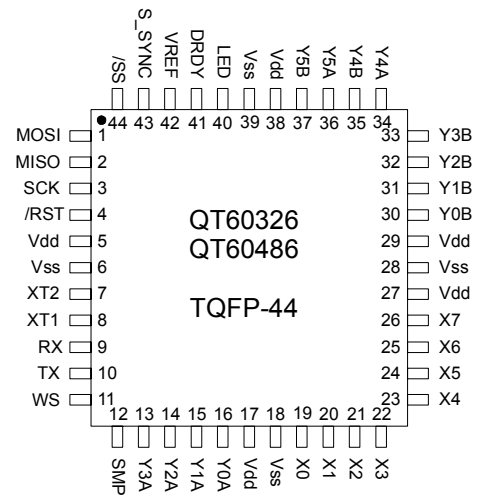 /SS S_SYNC VREF DRDY LED Vss Vdd Y5B Y5A Y4B Y4A
44 43 42 41 40 39 38 37 36 35 34
MOSI 1 33 Y3B
MISO 2 32 Y2B
SCK 3 31 Y1B
/RST 4 30 Y0B
QT60326
Vdd 5 29 Vdd
QT60486
Vss 6 28 Vss
XT2 7 27 Vdd
TQFP-44
XT1 8 26 X7
RX 9 25 X6
TX 10 24 X5
WS 11 23 X4
12 13 14 15 16 17 18 19 20 21 22
SMP Y3A Y2A Y1A Y0A Vdd Vss X0 X1 X2 X3